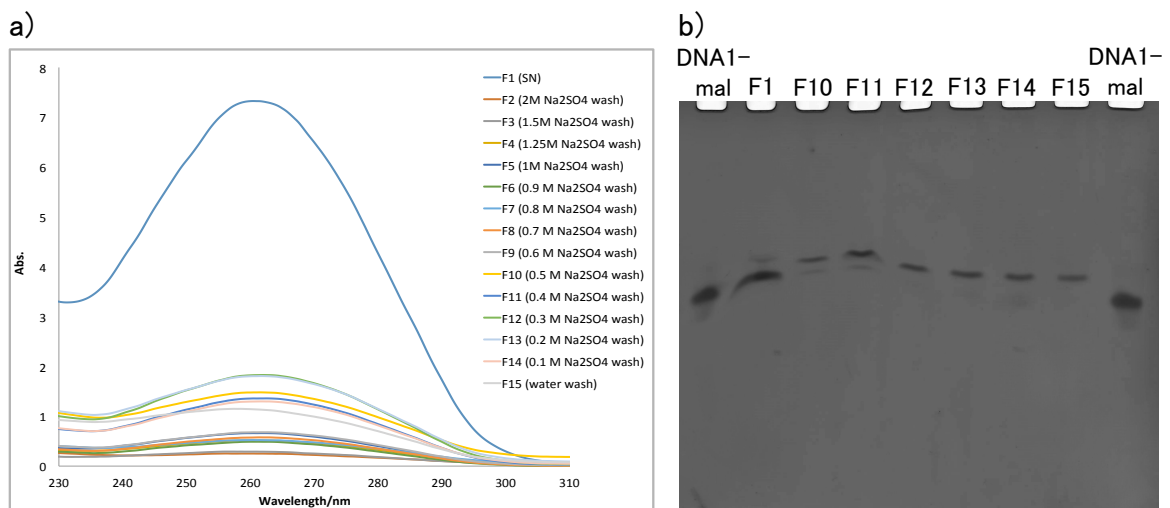 a)
8
7
6
5
4
3
2
1
0
Abs.
230 240 250 260 270 280 290 300 310
Wavelength/nm
F1 (SN)
F2 (2M Na2SO4 wash)
F3 (1.5M Na2SO4 wash)
F4 (1.25M Na2SO4 wash)
F5 (1M Na2SO4 wash)
F6 (0.9 M Na2SO4 wash)
F7 (0.8 M Na2SO4 wash)
F8 (0.7 M Na2SO4 wash)
F9 (0.6 M Na2SO4 wash)
F10 (0.5 M Na2SO4 wash)
F11 (0.4 M Na2SO4 wash)
F12 (0.3 M Na2SO4 wash)
F13 (0.2 M Na2SO4 wash)
F14 (0.1 M Na2SO4 wash)
F15 (water wash)
b)
DNA1- DNA1-
mal F1 F10 F11 F12 F13 F14 F15 mal